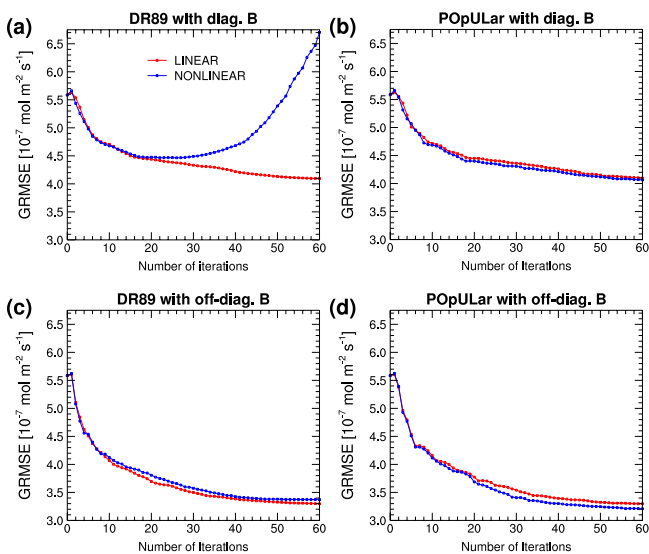 (a) DR89 with diag. B
GRMSE [10⁻⁷ mol m⁻² s⁻¹]
6.5
6.0
5.5
5.0
4.5
4.0
3.5
3.0
LINEAR
NONLINEAR
0 10 20 30 40 50 60
Number of Iterations
(b) POpULar with diag. B
GRMSE [10⁻⁷ mol m⁻² s⁻¹]
6.5
6.0
5.5
5.0
4.5
4.0
3.5
3.0
0 10 20 30 40 50 60
Number of Iterations
(c) DR89 with off-diag. B
GRMSE [10⁻⁷ mol m⁻² s⁻¹]
6.5
6.0
5.5
5.0
4.5
4.0
3.5
3.0
0 10 20 30 40 50 60
Number of Iterations
(d) POpULar with off-diag. B
GRMSE [10⁻⁷ mol m⁻² s⁻¹]
6.5
6.0
5.5
5.0
4.5
4.0
3.5
3.0
0 10 20 30 40 50 60
Number of Iterations